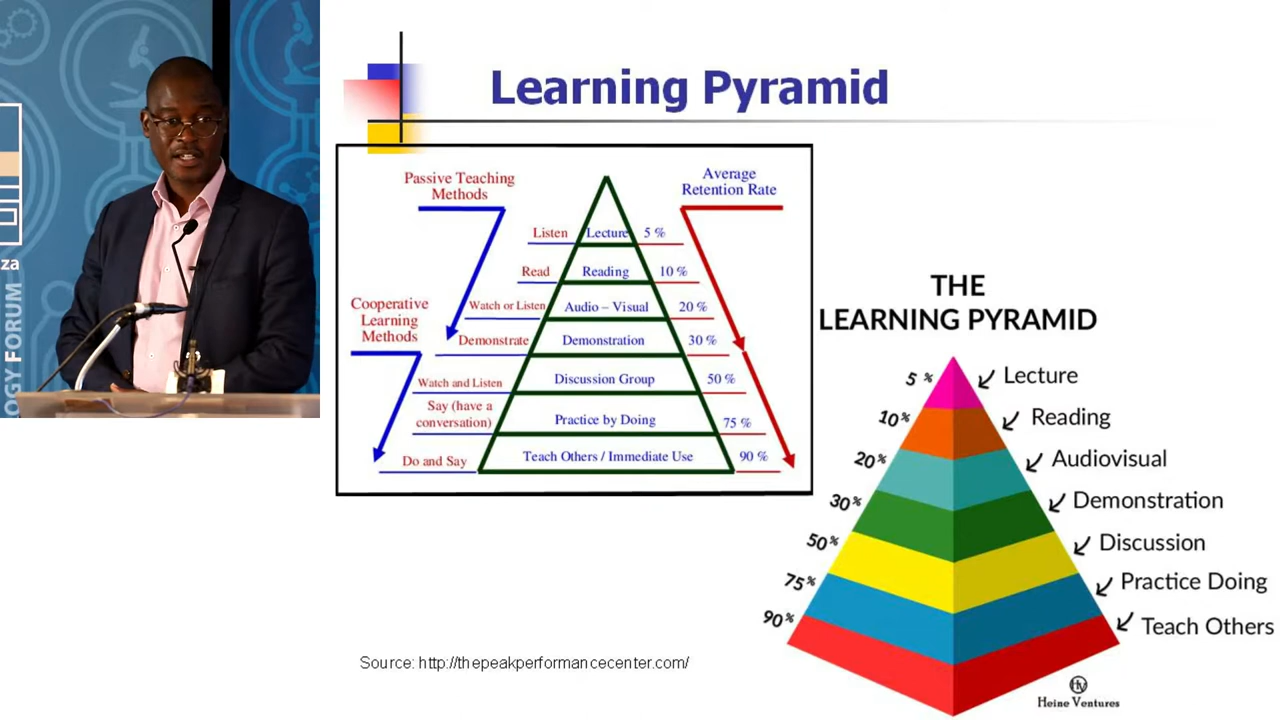 za
OGY FORUM
Learning Pyramid
Passive Teaching
Methods
Average
Retention Rate
Listen Lecture 5 %
Read Reading 10 %
Watch or Listen Audio – Visual 20 %
Cooperative
Learning
Methods
Demonstrate Demonstration 30 %
Watch and Listen Discussion Group 50 %
Say (have a
conversation) Practice by Doing 75 %
Do and Say Teach Others / Immediate Use 90 %
THE
LEARNING PYRAMID
5 % Lecture
10% Reading
20% Audiovisual
30% Demonstration
50% Discussion
75% Practice Doing
90% Teach Others
HV
Heine Ventures
Source: http://thepeakperformancecenter.com/